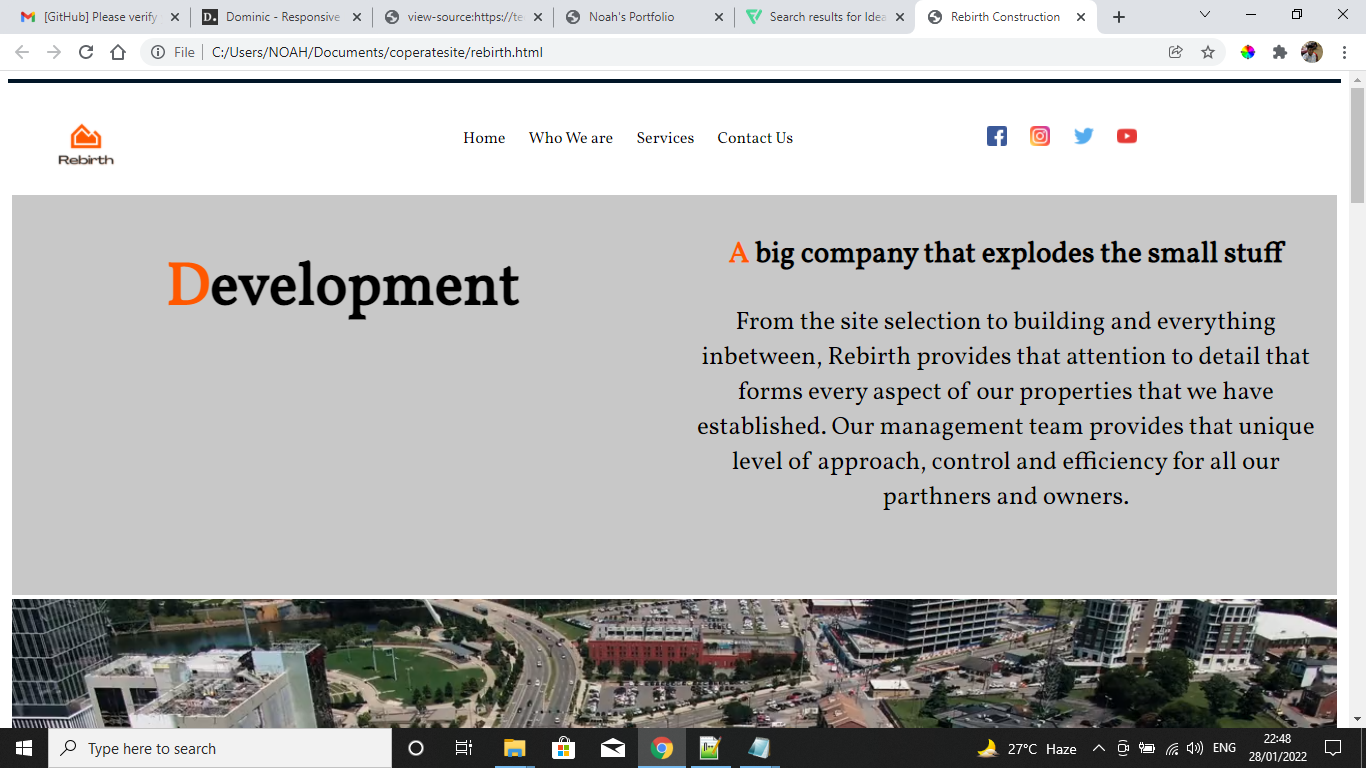 [GitHub] Please verify
Dominic - Responsive
view-source:https://te
Noah's Portfolio
Search results for Idea
Rebirth Construction
File
C:/Users/NOAH/Documents/coperatesite/rebirth.html
Rebirth
Home Who We are Services Contact Us
Development
A big company that explodes the small stuff
From the site selection to building and everything
inbetween, Rebirth provides that attention to detail that
forms every aspect of our properties that we have
established. Our management team provides that unique
level of approach, control and efficiency for all our
parthners and owners.
Type here to search
27°C Haze
ENG
22:48
28/01/2022